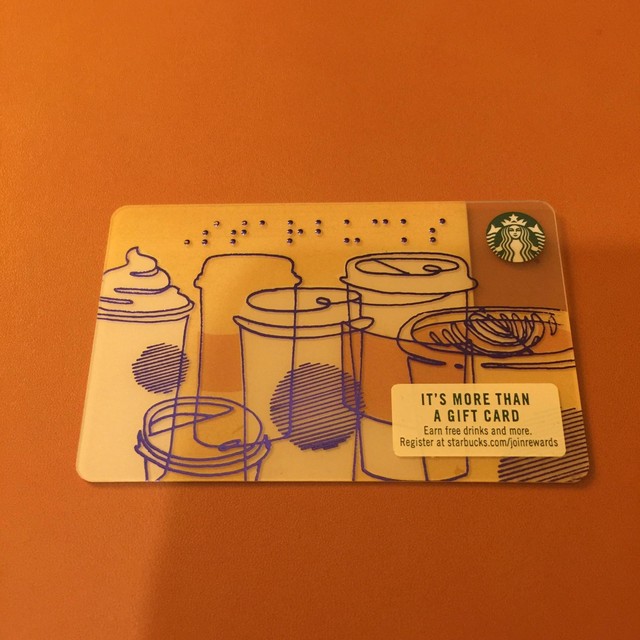 IT'S MORE THAN
A GIFT CARD
Earn free drinks and more.
Register at starbucks.com/joinrewards